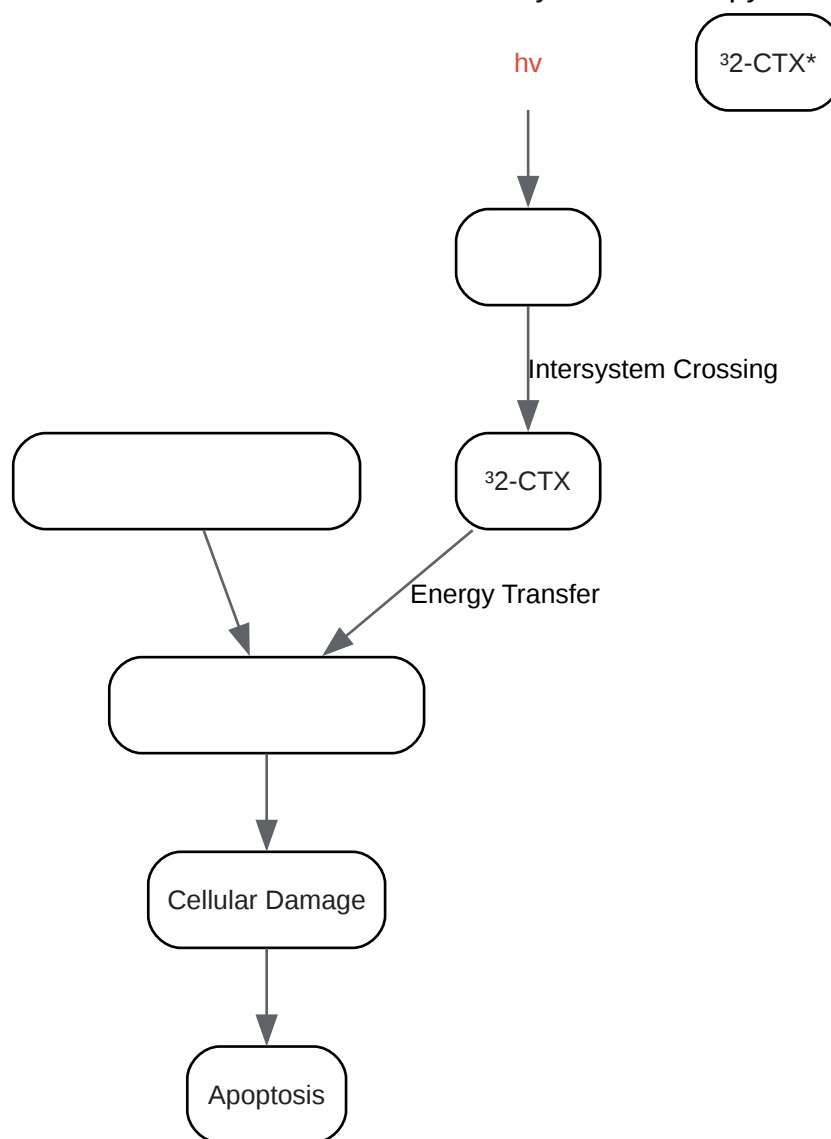 hv
³2-CTX*
Intersystem Crossing
³2-CTX
Energy Transfer
Cellular Damage
Apoptosis